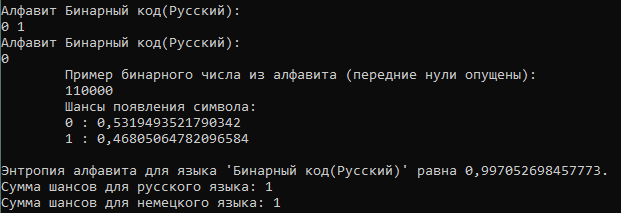 Алфавит Бинарный код(Русский):
0 1
Алфавит Бинарный код(Русский):
0
Пример бинарного числа из алфавита (передние нули опущены):
110000
Шансы появления символа:
0 : 0,5319493521790342
1 : 0,46805064782096584
Энтропия алфавита для языка 'Бинарный код(Русский)' равна 0,997052698457773.
Сумма шансов для русского языка: 1
Сумма шансов для немецкого языка: 1